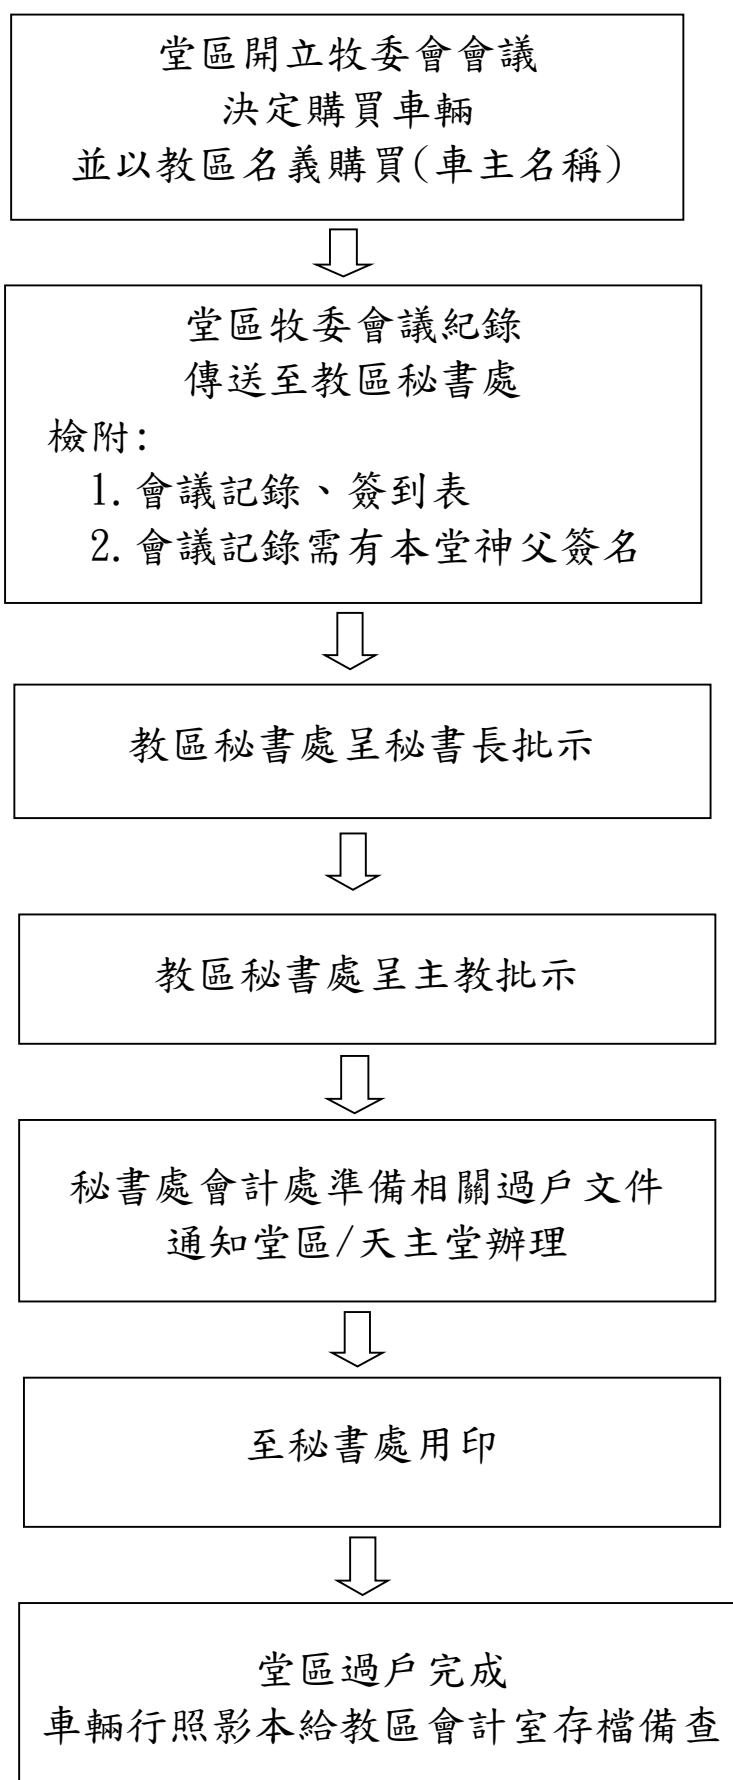 堂區開立牧委會會議
決定購買車輛
並以教區名義購買(車主名稱)
堂區牧委會議紀錄
傳送至教區秘書處
檢附:
1. 會議記錄、簽到表
2. 會議記錄需有本堂神父簽名
教區秘書處呈秘書長批示
教區秘書處呈主教批示
秘書處會計處準備相關過戶文件
通知堂區/天主堂辦理
至秘書處用印
堂區過戶完成
車輛行照影本給教區會計室存檔備查